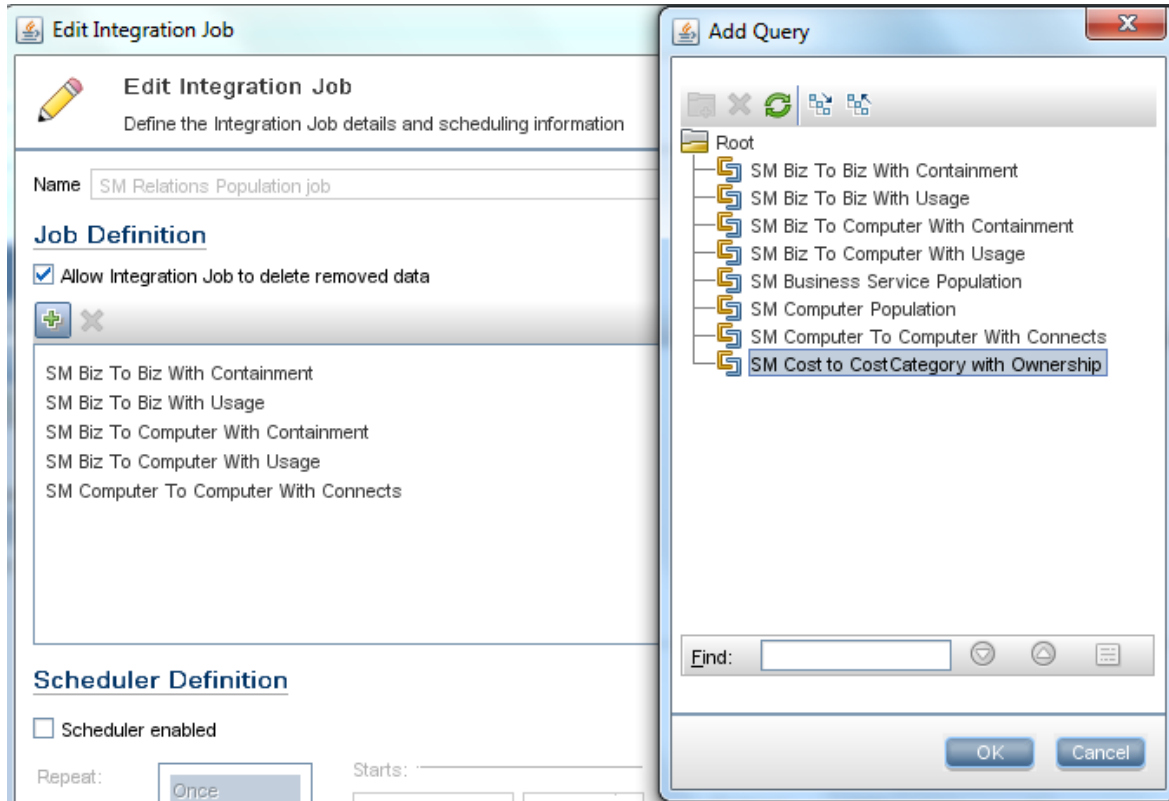 Edit Integration Job
Edit Integration Job
Define the Integration Job details and scheduling information
Name SM Relations Population job
Job Definition
Allow Integration Job to delete removed data
SM Biz To Biz With Containment
SM Biz To Biz With Usage
SM Biz To Computer With Containment
SM Biz To Computer With Usage
SM Computer To Computer With Connects
Scheduler Definition
Scheduler enabled
Repeat:
Once
Starts:
Add Query
Root
SM Biz To Biz With Containment
SM Biz To Biz With Usage
SM Biz To Computer With Containment
SM Biz To Computer With Usage
SM Business Service Population
SM Computer Population
SM Computer To Computer With Connects
SM Cost to CostCategory with Ownership
Find:
OK Cancel